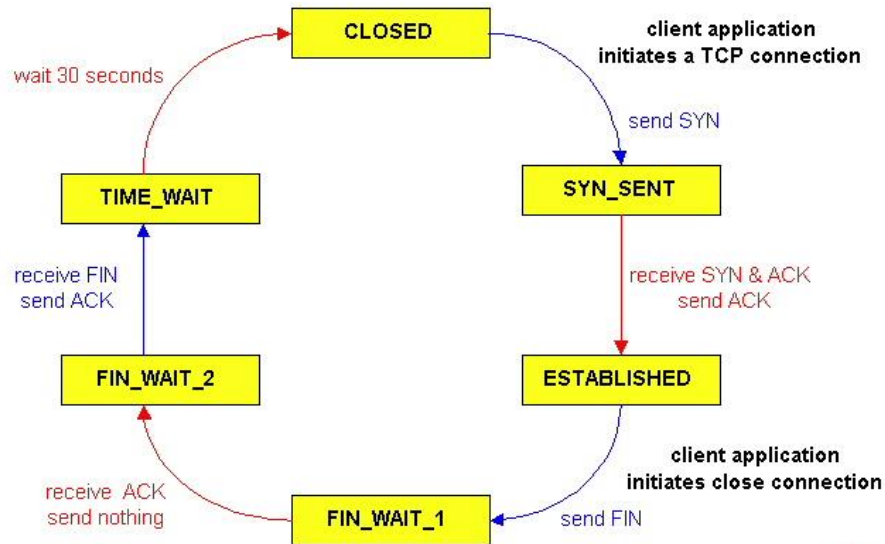 CLOSED
client application
initiates a TCP connection
wait 30 seconds
send SYN
TIME_WAIT
SYN_SENT
receive FIN
send ACK
receive SYN & ACK
send ACK
FIN_WAIT_2
ESTABLISHED
client application
initiates close connection
receive ACK
send nothing
FIN_WAIT_1
send FIN